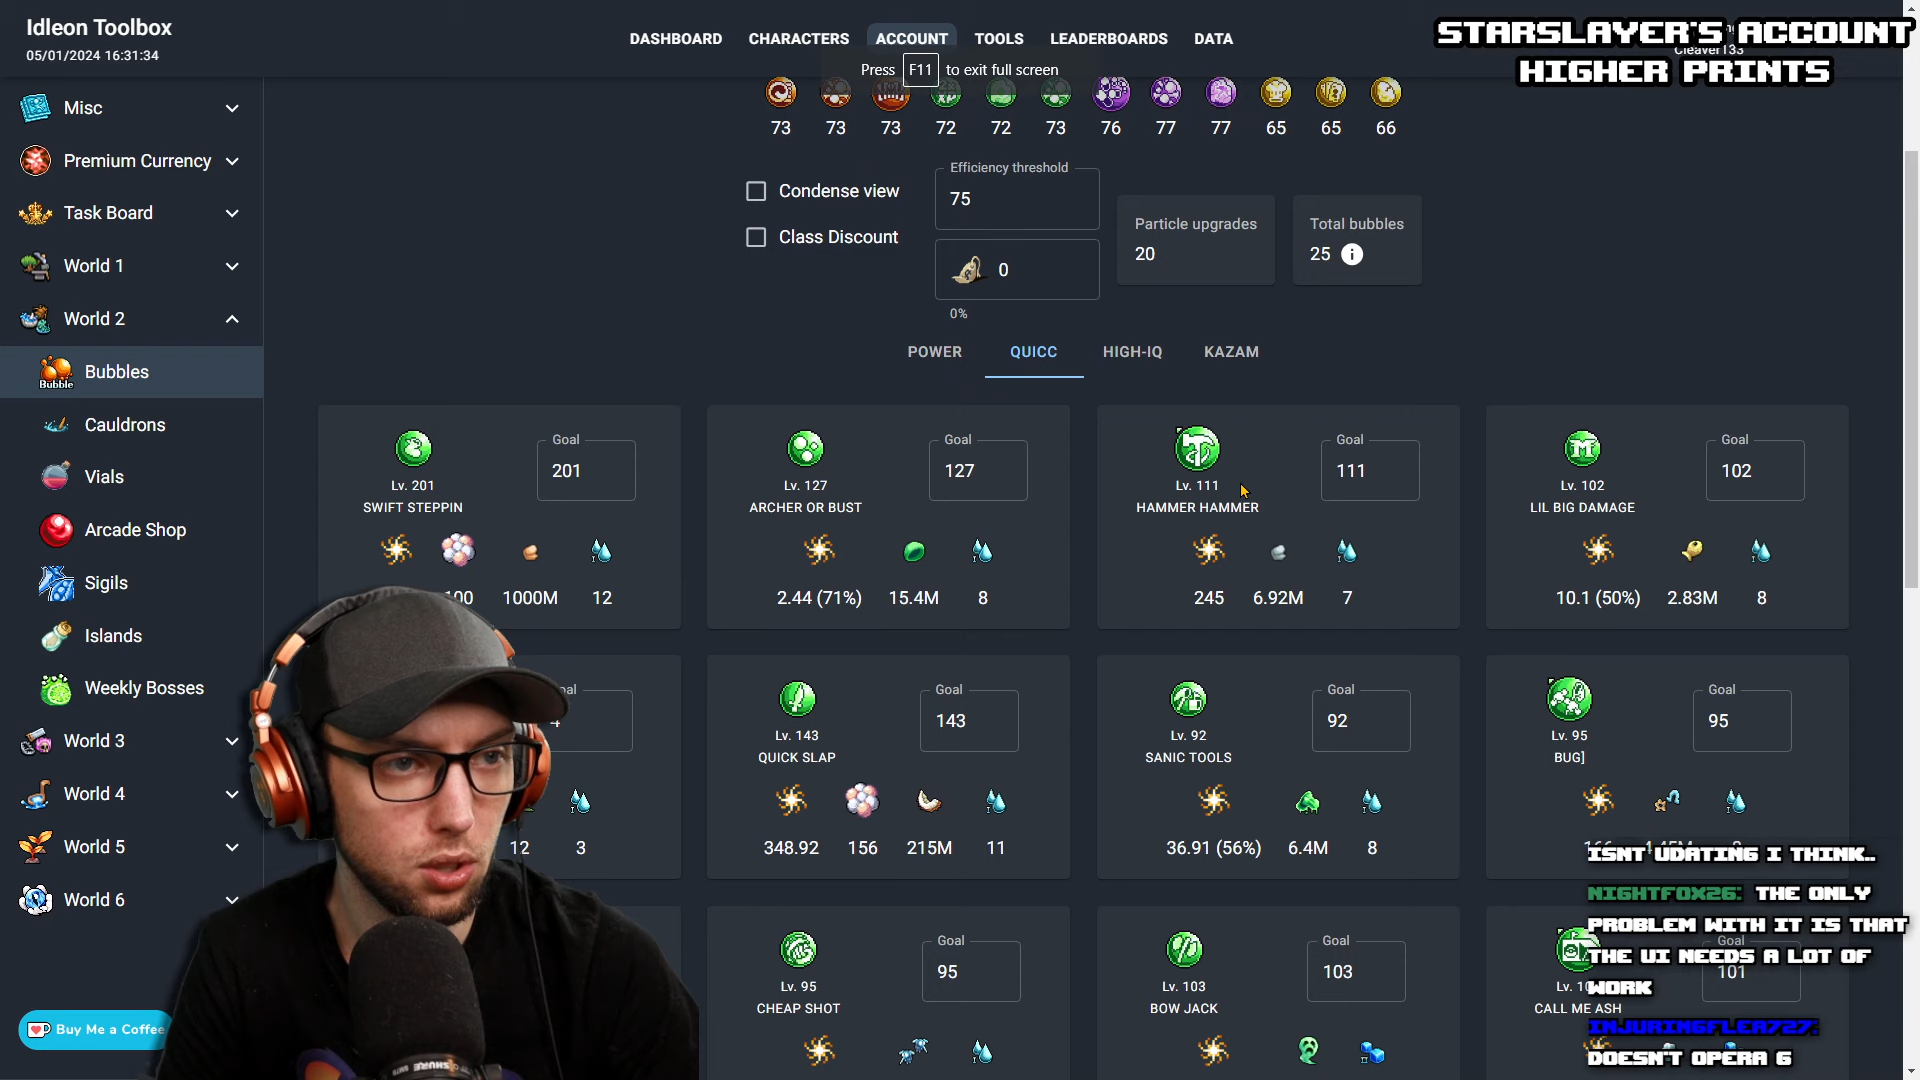 Idleon Toolbox
05/01/2024 16:31:34
DASHBOARD CHARACTERS ACCOUNT TOOLS LEADERBOARDS DATA
Press F11 to exit full screen
STARSLAYER'S ACCOUNT
Cleaver133
HIGHER PRINTS
Misc
Premium Currency
Task Board
World 1
World 2
Bubble
Bubbles
Cauldrons
Vials
Arcade Shop
Sigils
Islands
Weekly Bosses
World 3
World 4
World 5
World 6
Buy Me a Coffee
73 73 73 72 72 73 76 77 77 65 65 66
Condense view
Class Discount
Efficiency threshold
75
0
0%
Particle upgrades
20
Total bubbles
25
POWER QUICC HIGH-IQ KAZAM
Goal
201
Lv. 201
SWIFT STEPPIN
100 1000M 12
Goal
127
Lv. 127
ARCHER OR BUST
2.44 (71%) 15.4M 8
Goal
111
Lv. 111
HAMMER HAMMER
245 6.92M 7
Goal
102
Lv. 102
LIL BIG DAMAGE
10.1 (50%) 2.83M 8
12 3
Goal
143
Lv. 143
QUICK SLAP
348.92 156 215M 11
Goal
92
Lv. 92
SANIC TOOLS
36.91 (56%) 6.4M 8
Goal
95
Lv. 95
BUG]
Goal
95
Lv. 95
CHEAP SHOT
Goal
103
Lv. 103
BOW JACK
Goal
101
CALL ME ASH
ISNT UDATING I THINK..
NIGHTFOX26: THE ONLY
PROBLEM WITH IT IS THAT
THE UI NEEDS A LOT OF
WORK
INJURINGFLEA727:
DOESN'T OPERA 6